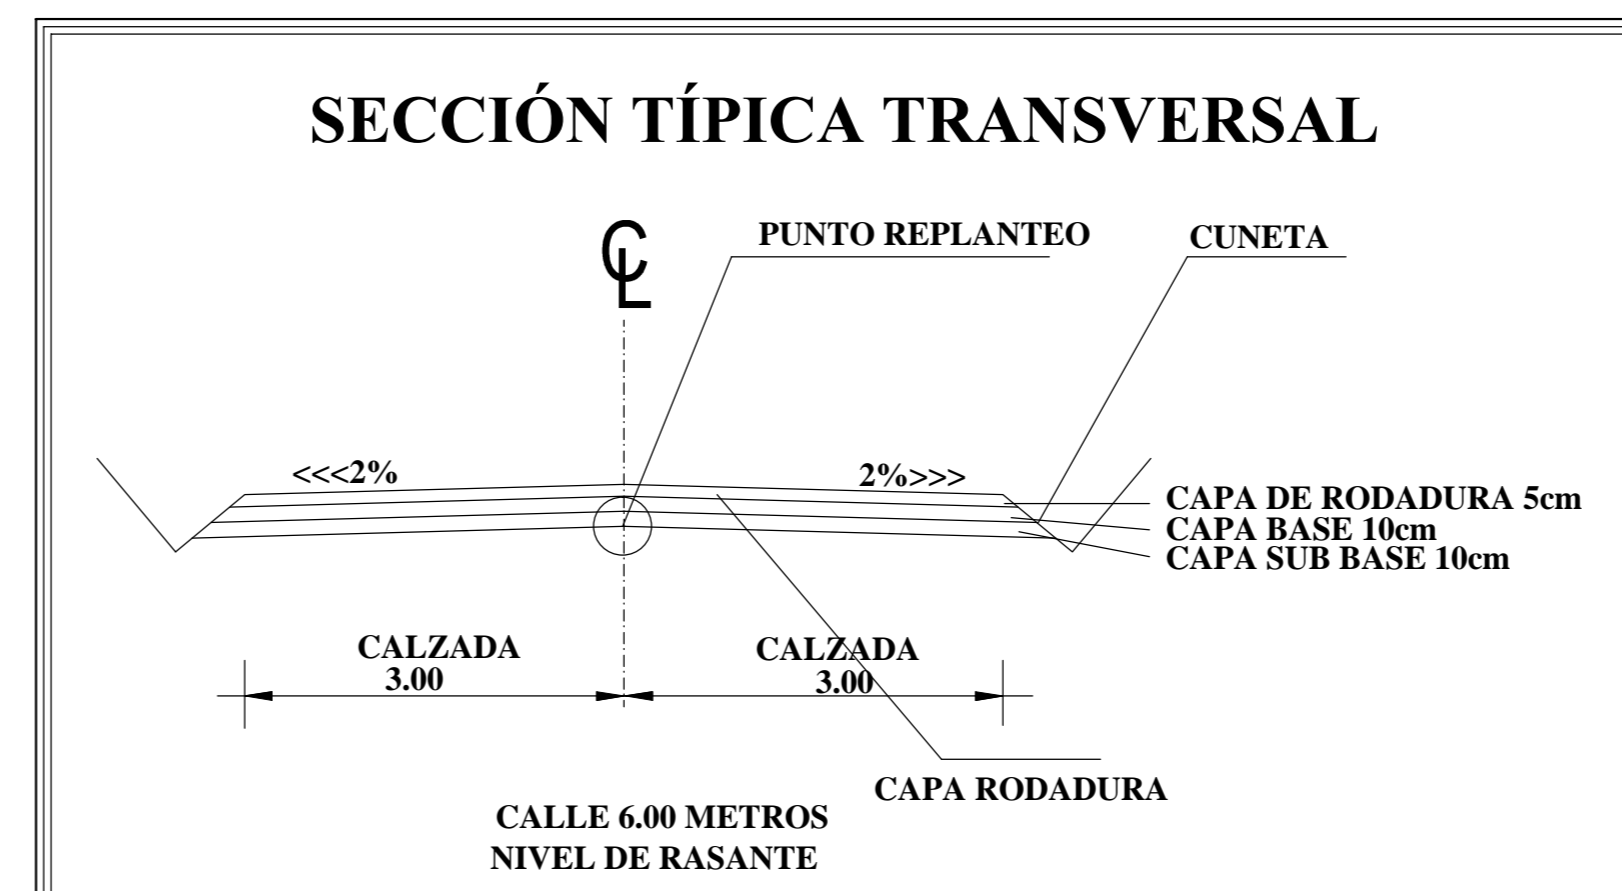 SECCIÓN TÍPICA TRANSVERSAL
CL
PUNTO REPLANTEO
CUNETA
<<<2%
2%>>>
CAPA DE RODADURA 5cm
CAPA BASE 10cm
CAPA SUB BASE 10cm
CALZADA
3.00
CALZADA
3.00
CAPA RODADURA
CALLE 6.00 METROS
NIVEL DE RASANTE